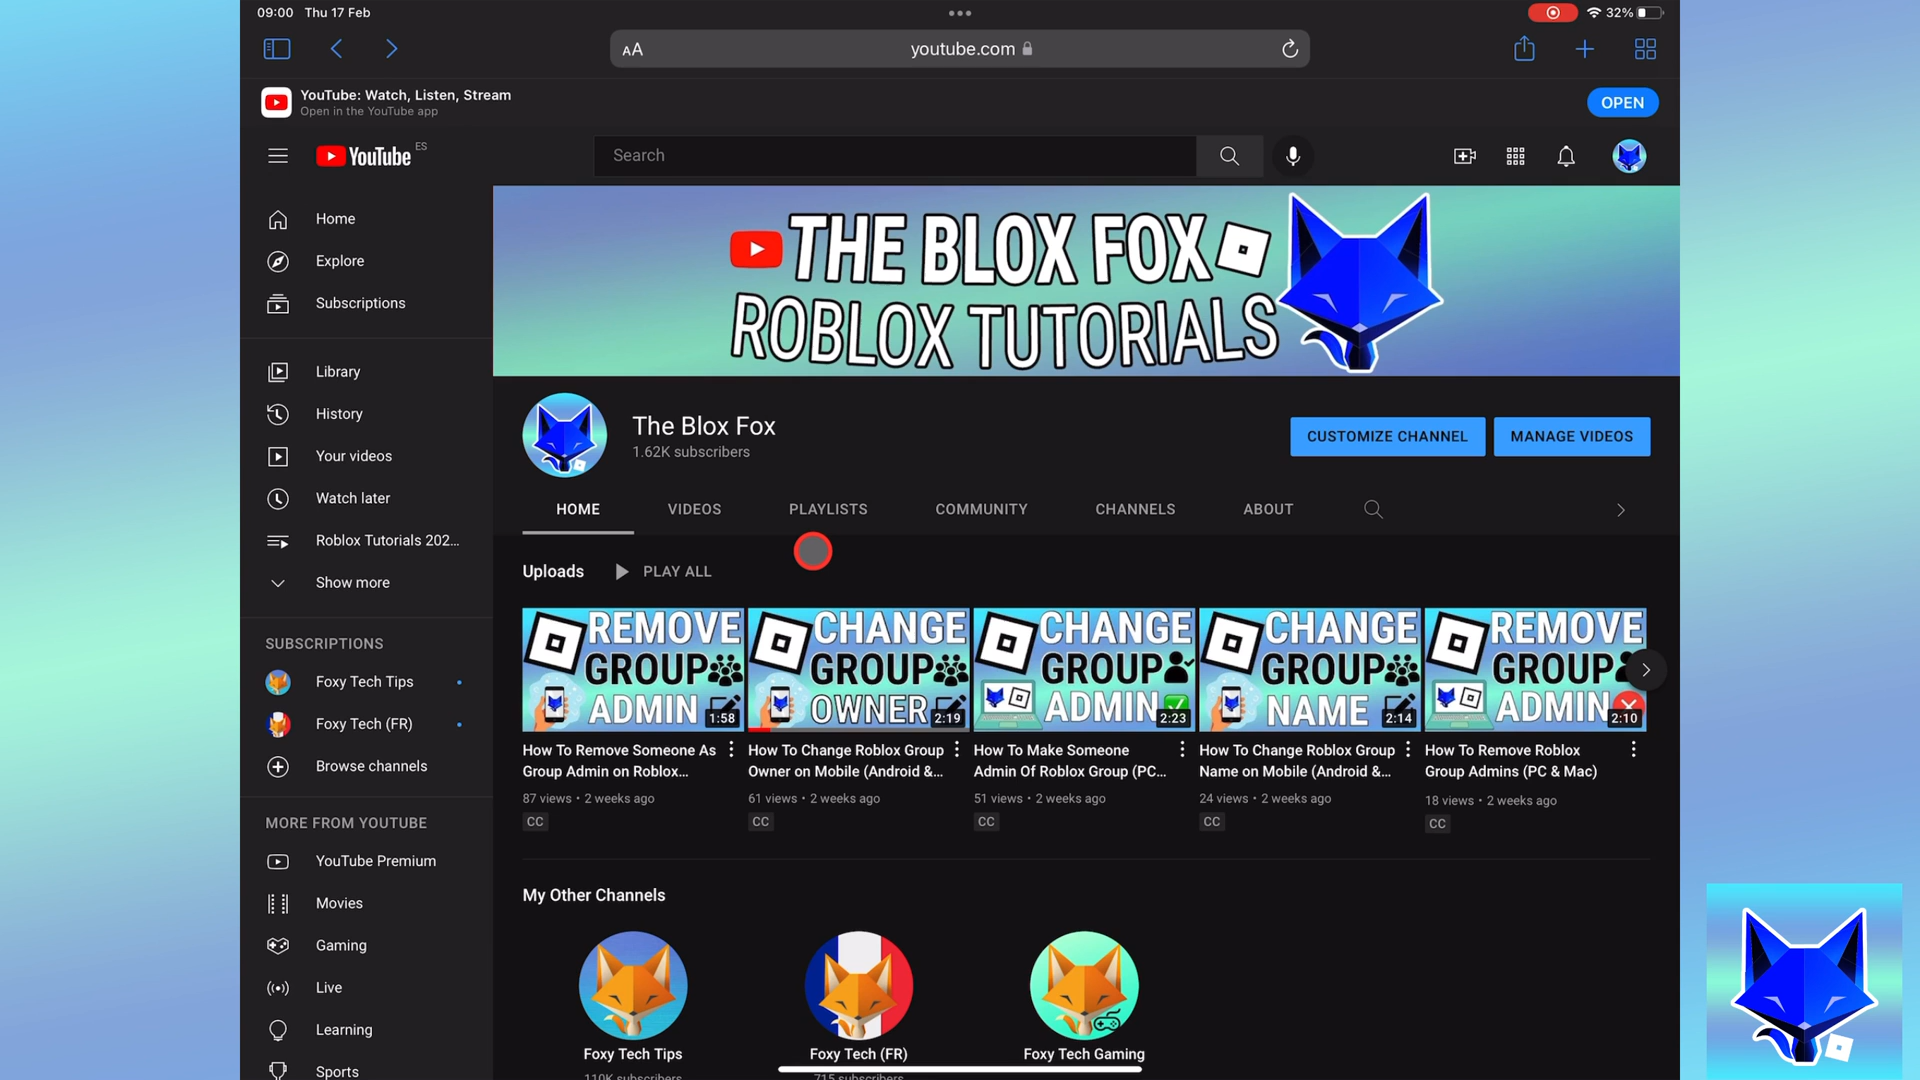 09:00 Thu 17 Feb
32%
AA
youtube.com
YouTube: Watch, Listen, Stream
Open in the YouTube app
OPEN
YouTube ES
Search
Home
Explore
Subscriptions
Library
History
Your videos
Watch later
Roblox Tutorials 202...
Show more
SUBSCRIPTIONS
Foxy Tech Tips
Foxy Tech (FR)
Browse channels
MORE FROM YOUTUBE
YouTube Premium
Movies
Gaming
Live
Learning
Sports
THE BLOX FOX
ROBLOX TUTORIALS
The Blox Fox
1.62K subscribers
CUSTOMIZE CHANNEL
MANAGE VIDEOS
HOME VIDEOS PLAYLISTS COMMUNITY CHANNELS ABOUT
Uploads PLAY ALL
REMOVE
GROUP
ADMIN
1:58
How To Remove Someone As
Group Admin on Roblox...
87 views • 2 weeks ago
CC
CHANGE
GROUP
OWNER
2:19
How To Change Roblox Group
Owner on Mobile (Android &...
61 views • 2 weeks ago
CC
CHANGE
GROUP
ADMIN
2:23
How To Make Someone
Admin Of Roblox Group (PC...
51 views • 2 weeks ago
CC
CHANGE
GROUP
NAME
2:14
How To Change Roblox Group
Name on Mobile (Android &...
24 views • 2 weeks ago
CC
REMOVE
GROUP
ADMIN
2:10
How To Remove Roblox
Group Admins (PC & Mac)
18 views • 2 weeks ago
CC
My Other Channels
Foxy Tech Tips
110K subscribers
Foxy Tech (FR)
715 subscribers
Foxy Tech Gaming